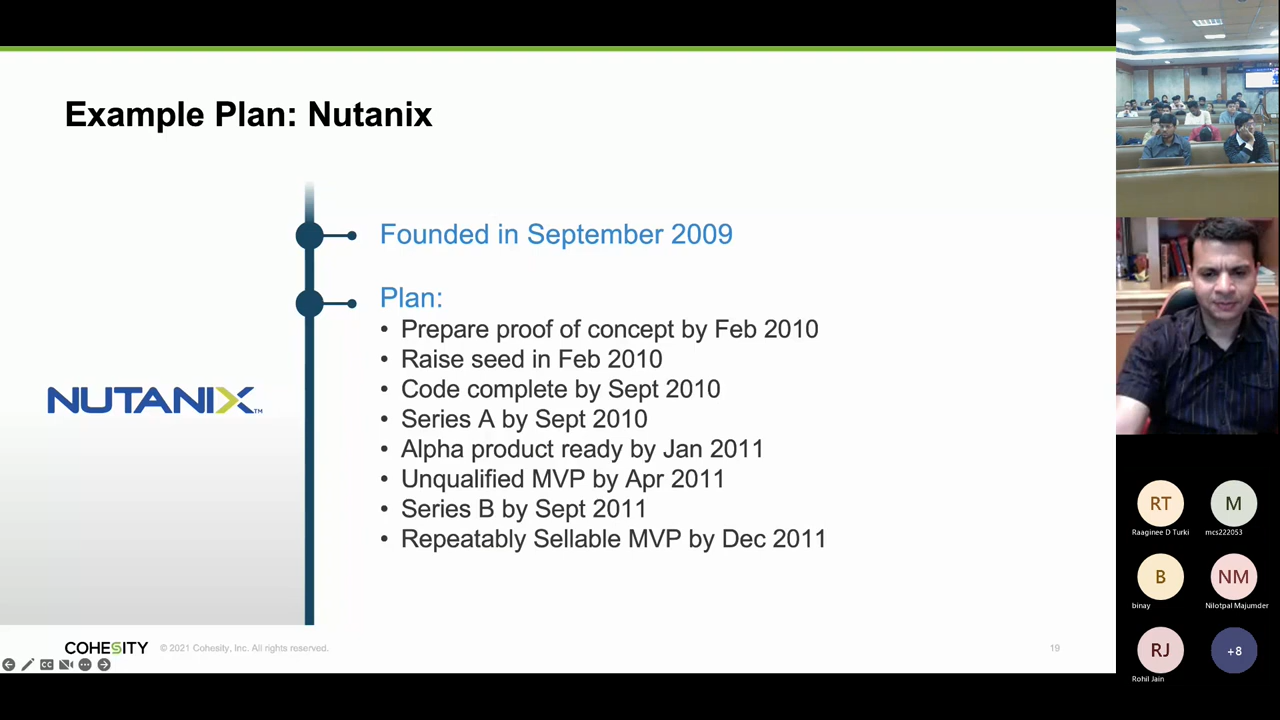 Example Plan: Nutanix
Founded in September 2009
Plan:
• Prepare proof of concept by Feb 2010
• Raise seed in Feb 2010
• Code complete by Sept 2010
• Series A by Sept 2010
• Alpha product ready by Jan 2011
• Unqualified MVP by Apr 2011
• Series B by Sept 2011
• Repeatably Sellable MVP by Dec 2011
NUTANIX™
COHESITY © 2021 Cohesity, Inc. All rights reserved. 19
CC
RT M
Raaginee D Turki mcs222053
B NM
binay Nilotpal Majumder
RJ +8
Rohil Jain